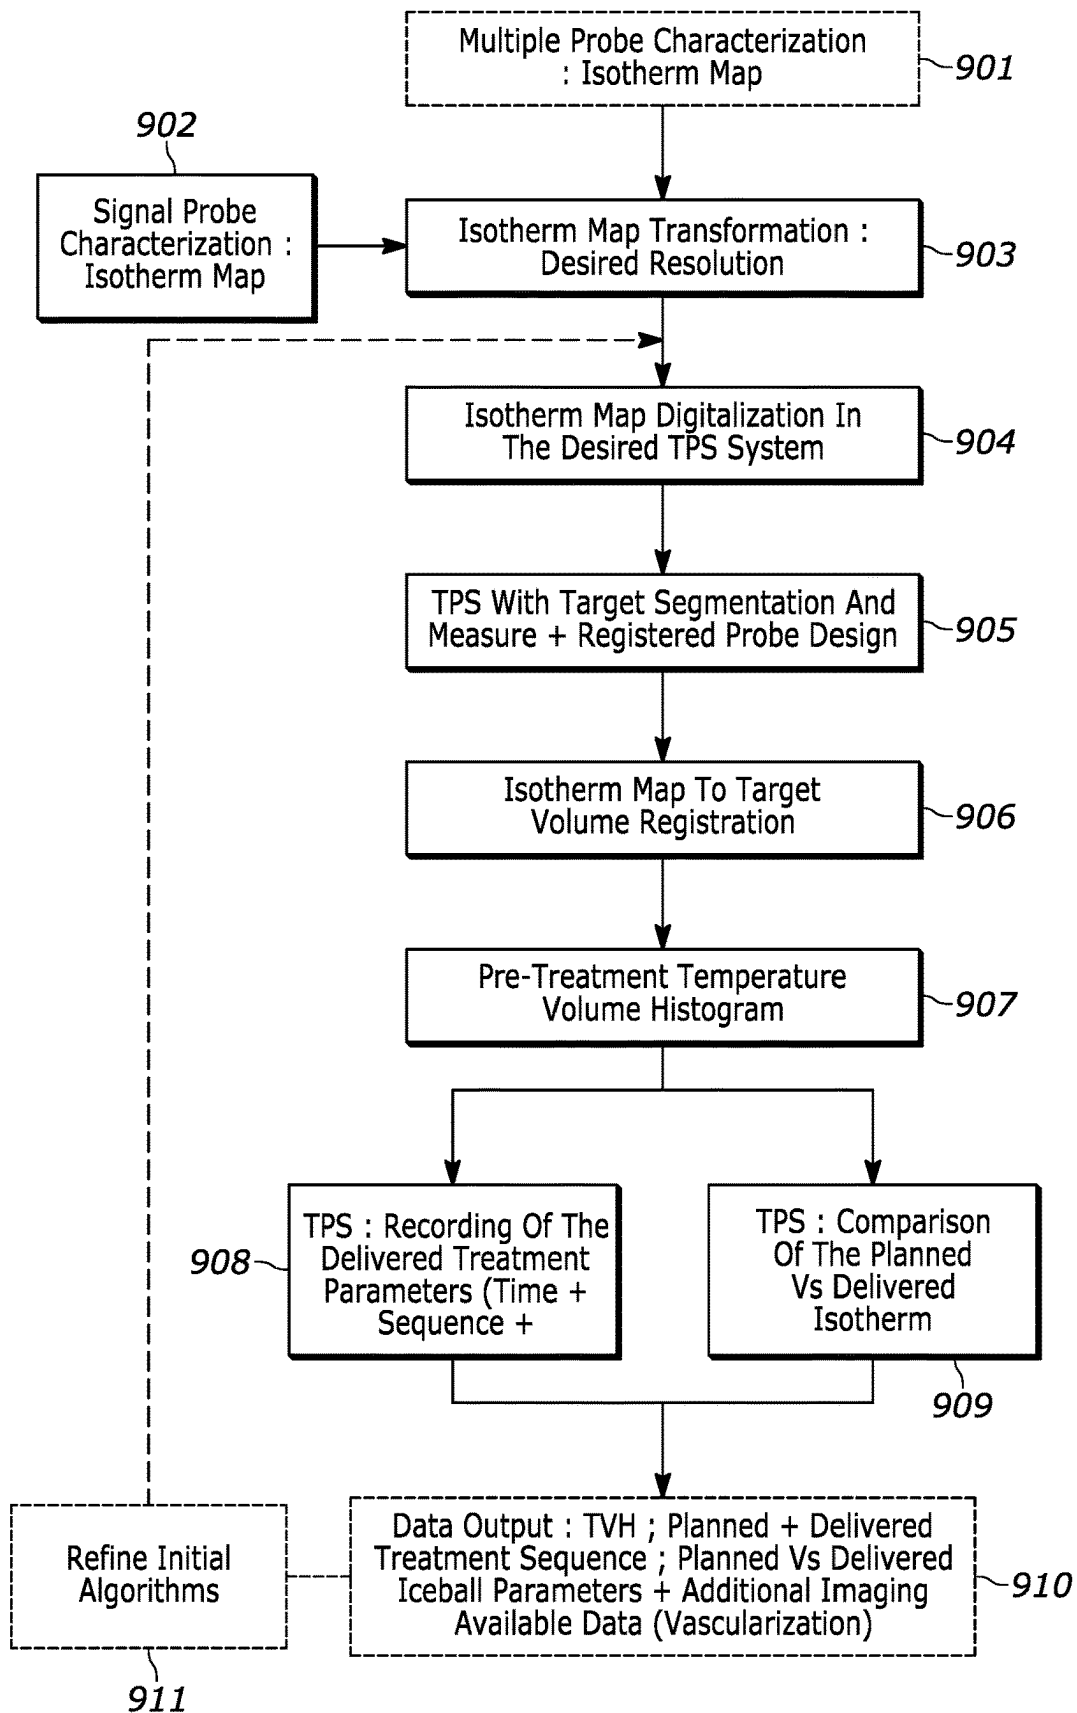 Multiple Probe Characterization
: Isotherm Map
901
902
Signal Probe
Characterization :
Isotherm Map
Isotherm Map Transformation :
Desired Resolution
903
Isotherm Map Digitalization In
The Desired TPS System
904
TPS With Target Segmentation And
Measure + Registered Probe Design
905
Isotherm Map To Target
Volume Registration
906
Pre-Treatment Temperature
Volume Histogram
907
TPS : Recording Of The
Delivered Treatment
Parameters (Time +
Sequence +
908
TPS : Comparison
Of The Planned
Vs Delivered
Isotherm
909
Refine Initial
Algorithms
911
Data Output : TVH ; Planned + Delivered
Treatment Sequence ; Planned Vs Delivered
Iceball Parameters + Additional Imaging
Available Data (Vascularization)
910